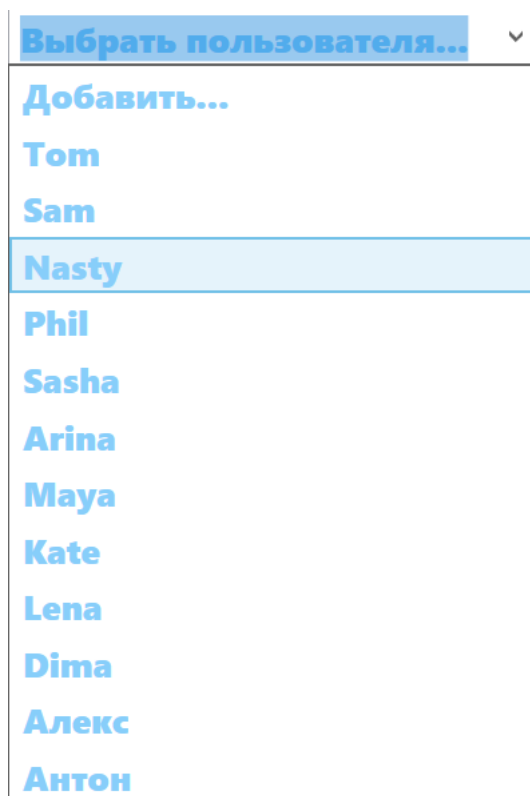 Выбрать пользователя...
Добавить...
Tom
Sam
Nasty
Phil
Sasha
Arina
Maya
Kate
Lena
Dima
Алекс
Антон